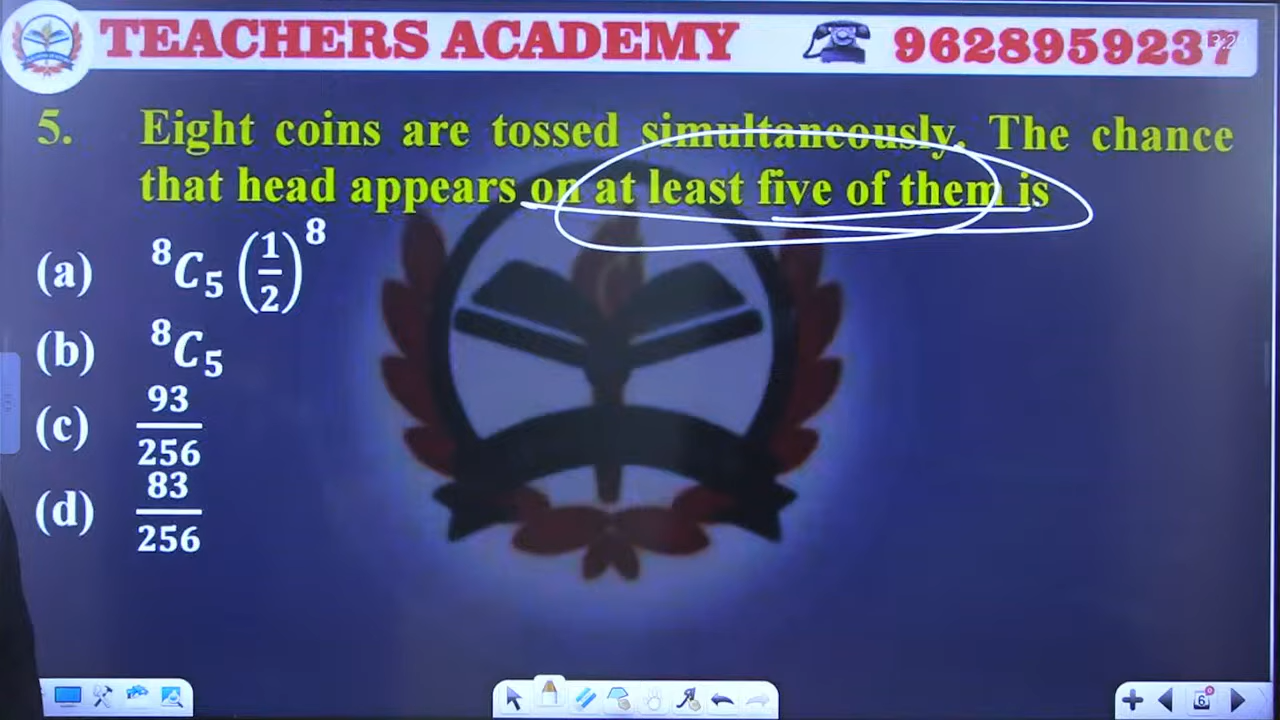 TEACHERS ACADEMY 9628959237
5. Eight coins are tossed simultaneously. The chance
that head appears on at least five of them is
(a) ⁸C₅ (1/2)⁸
(b) ⁸C₅
(c) 93/256
(d) 83/256
6